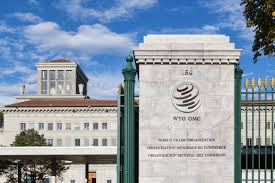 154
WTO OMC
WORLD TRADE ORGANIZATION
ORGANISATION MONDIALE DU COMMERCE
ORGANIZACIÓN MUNDIAL DEL COMERCIO